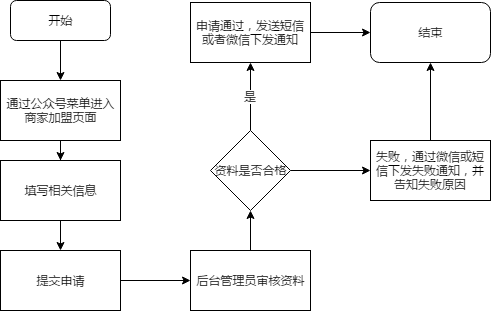 开始
通过公众号菜单进入
商家加盟页面
填写相关信息
提交申请
后台管理员审核资料
资料是否合格
是
申请通过，发送短信
或者微信下发通知
失败，通过微信或短
信下发失败通知，并
告知失败原因
结束